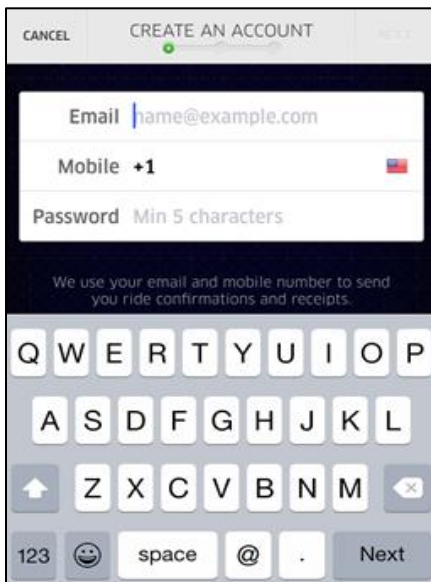 CANCEL CREATE AN ACCOUNT NEXT
Email name@example.com
Mobile +1
Password Min 5 characters
We use your email and mobile number to send
you ride confirmations and receipts.
Q W E R T Y U I O P
A S D F G H J K L
Z X C V B N M
123 space @ . Next